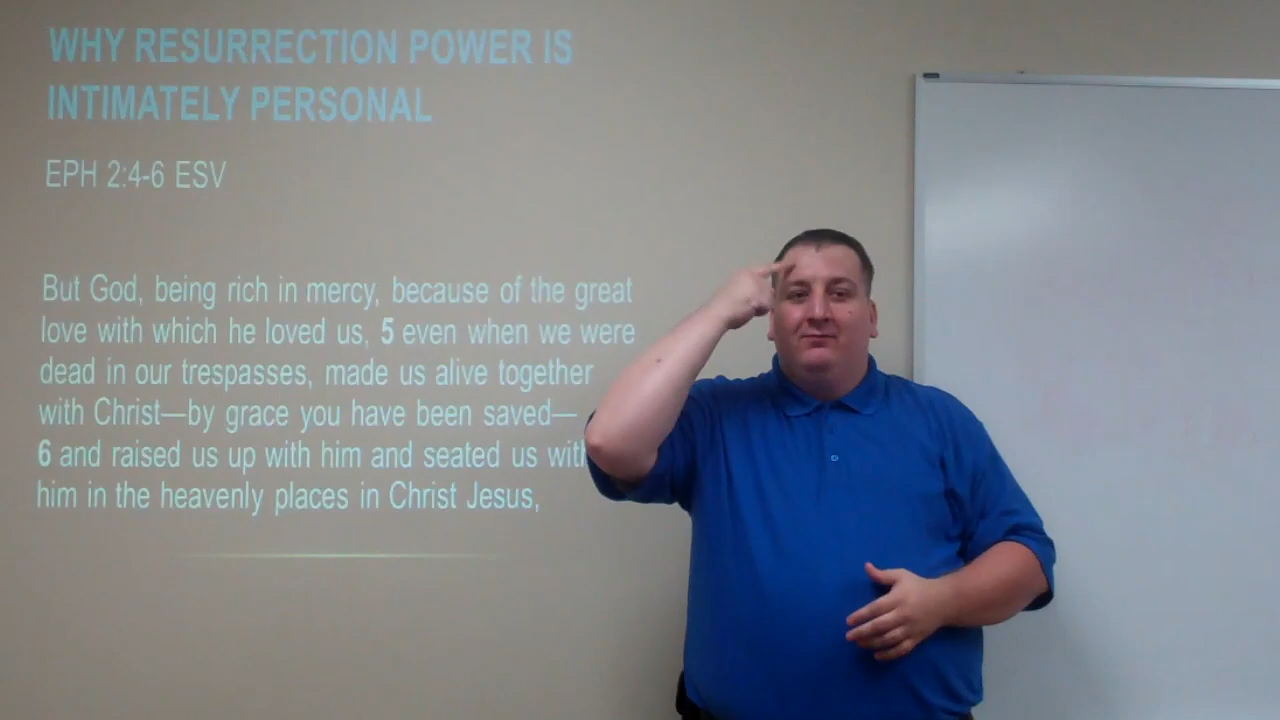 WHY RESURRECTION POWER IS
INTIMATELY PERSONAL
EPH 2:4-6 ESV
But God, being rich in mercy, because of the great
love with which he loved us, 5 even when we were
dead in our trespasses, made us alive together
with Christ—by grace you have been saved—
6 and raised us up with him and seated us with
him in the heavenly places in Christ Jesus,